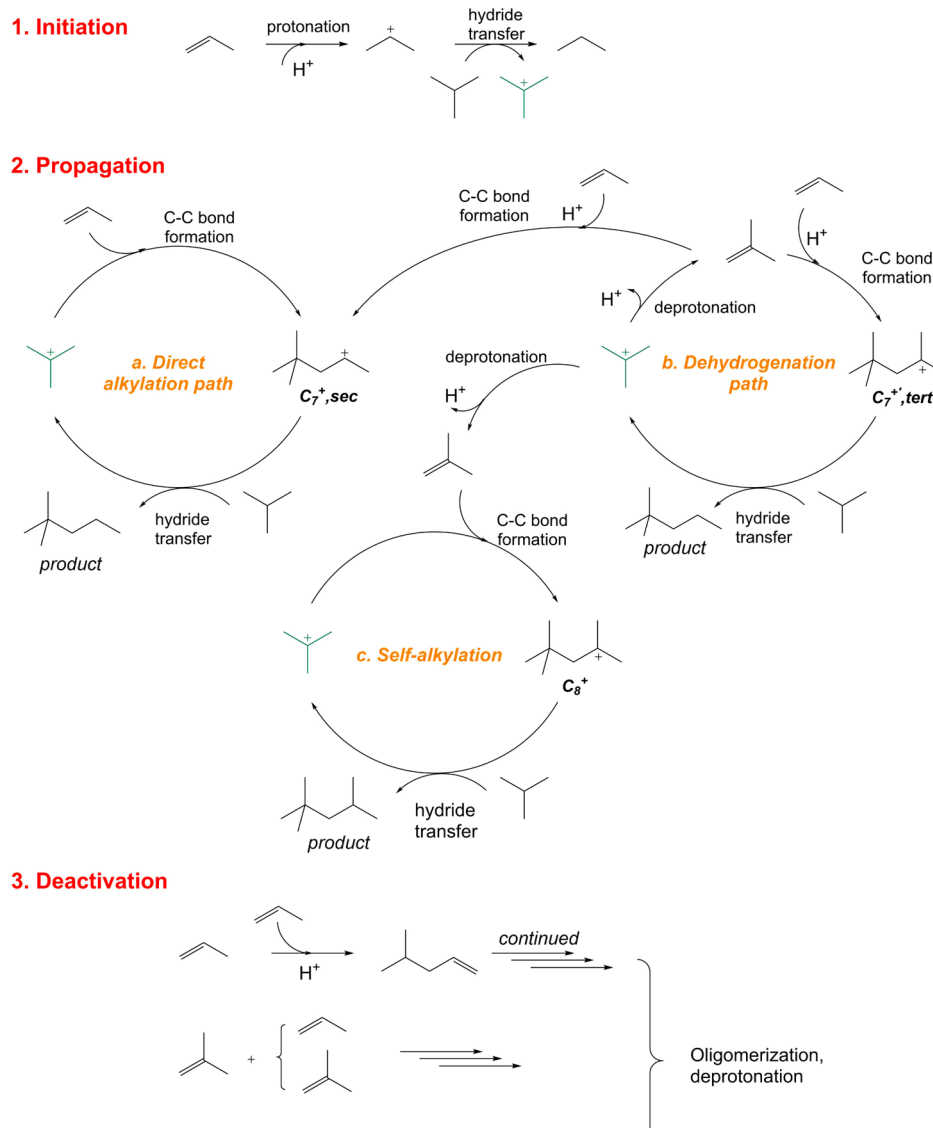 1. Initiation
protonation
H⁺
+
hydride
transfer
+
2. Propagation
C-C bond
formation
C-C bond
formation
H⁺
H⁺
C-C bond
formation
H⁺
deprotonation
+
a. Direct
alkylation path
+
C₇⁺,sec
deprotonation
H⁺
+
b. Dehydrogenation
path
+
C₇⁺',tert
hydride
transfer
product
C-C bond
formation
hydride
transfer
product
+
c. Self-alkylation
+
C₈⁺
hydride
transfer
product
3. Deactivation
H⁺
continued
+
Oligomerization,
deprotonation